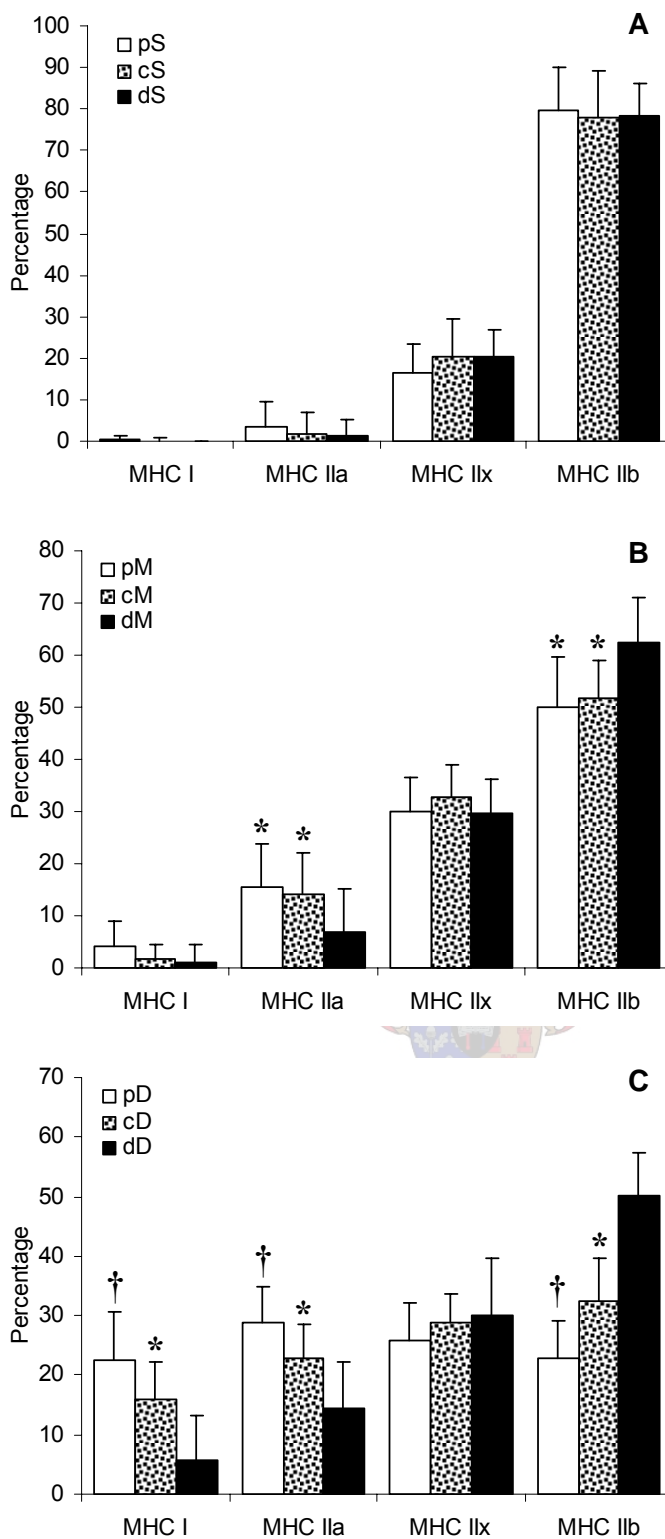 A
100
90
80
70
60
50
40
30
20
10
0
Percentage
pS
cS
dS
MHC I MHC IIa MHC IIx MHC IIb
B
80
70
60
50
40
30
20
10
0
Percentage
pM
cM
dM
* * * *
MHC I MHC IIa MHC IIx MHC IIb
C
70
60
50
40
30
20
10
0
Percentage
pD
cD
dD
† * † * † *
MHC I MHC IIa MHC IIx MHC IIb